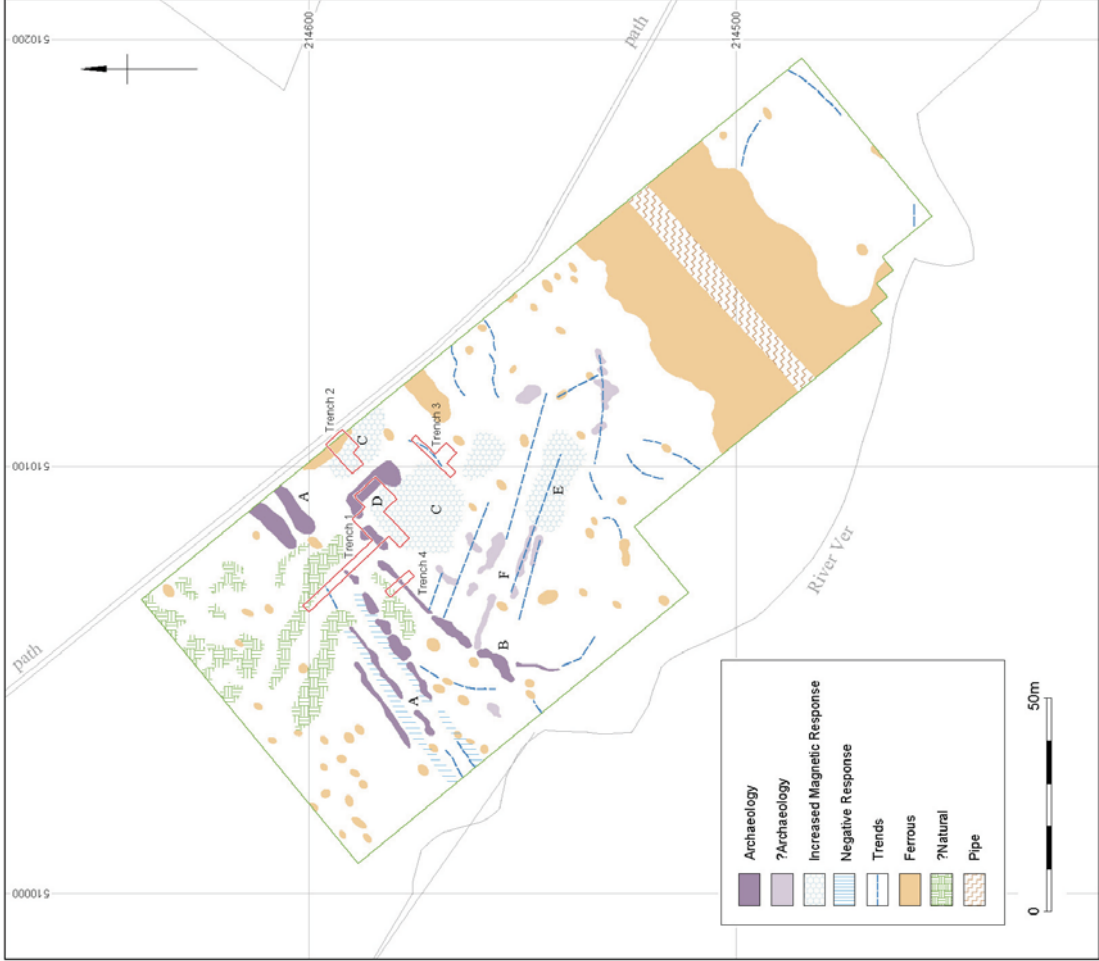 510200
214600
214500
path
path
path
Trench 2
C
Trench 3
510100
A
D
Trench 1
C
E
Trench 4
F
B
A
River Ver
Archaeology
?Archaeology
Increased Magnetic Response
Negative Response
Trends
Ferrous
?Natural
Pipe
0
50m
510000